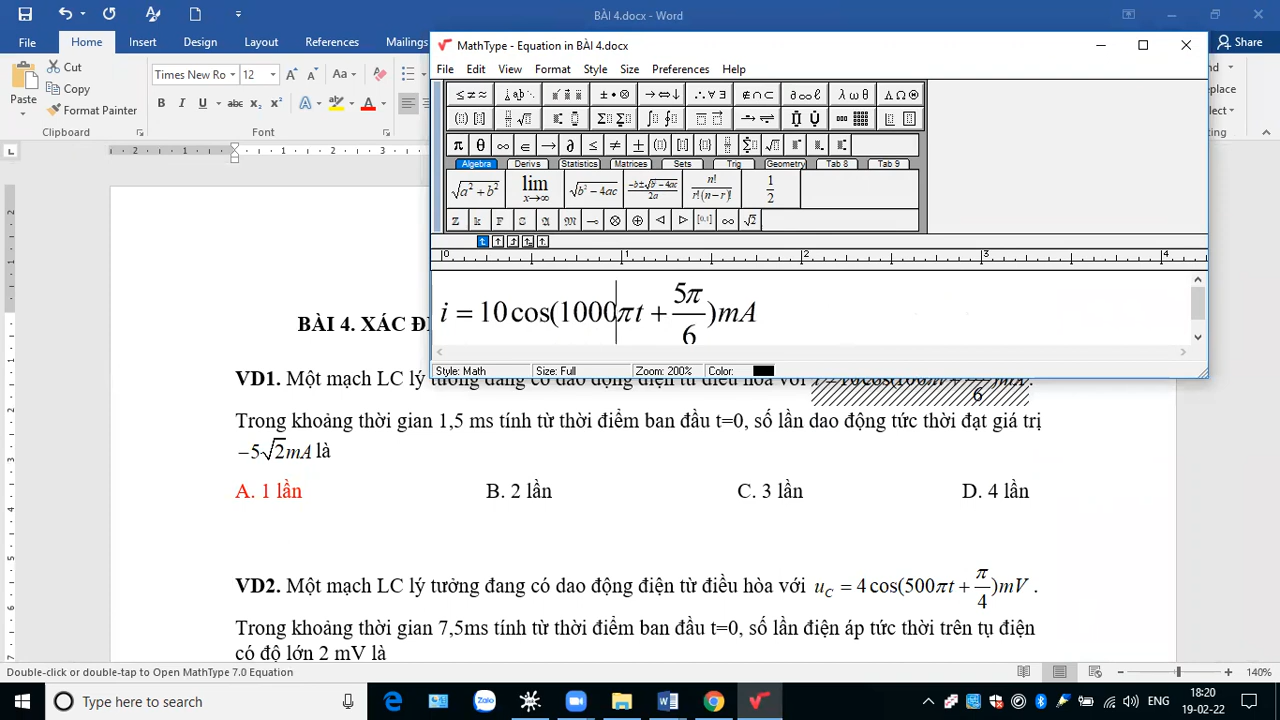 BÀI 4.docx - Word
File Home Insert Design Layout References Mailings
Share
Paste
Cut
Copy
Format Painter
Clipboard
Times New Ro 12
Font
MathType - Equation in BÀI 4.docx
File Edit View Format Style Size Preferences Help
Algebra Derivs Statistics Matrices Sets Trig Geometry Tab 8 Tab 9
i = 10cos(1000πt + 5π/6)mA
Style: Math Size: Full Zoom: 200% Color:
VD1. Một mạch LC lý tưởng đang có dao động điện từ điều hòa với
Trong khoảng thời gian 1,5 ms tính từ thời điểm ban đầu t=0, số lần dao động tức thời đạt giá trị
−5√2mA là
A. 1 lần B. 2 lần C. 3 lần D. 4 lần
VD2. Một mạch LC lý tưởng đang có dao động điện từ điều hòa với u_C = 4cos(500πt + π/4)mV .
Trong khoảng thời gian 7,5ms tính từ thời điểm ban đầu t=0, số lần điện áp tức thời trên tụ điện
có độ lớn 2 mV là
Double-click or double-tap to Open MathType 7.0 Equation
140%
Type here to search
ENG
18:20
19-02-22